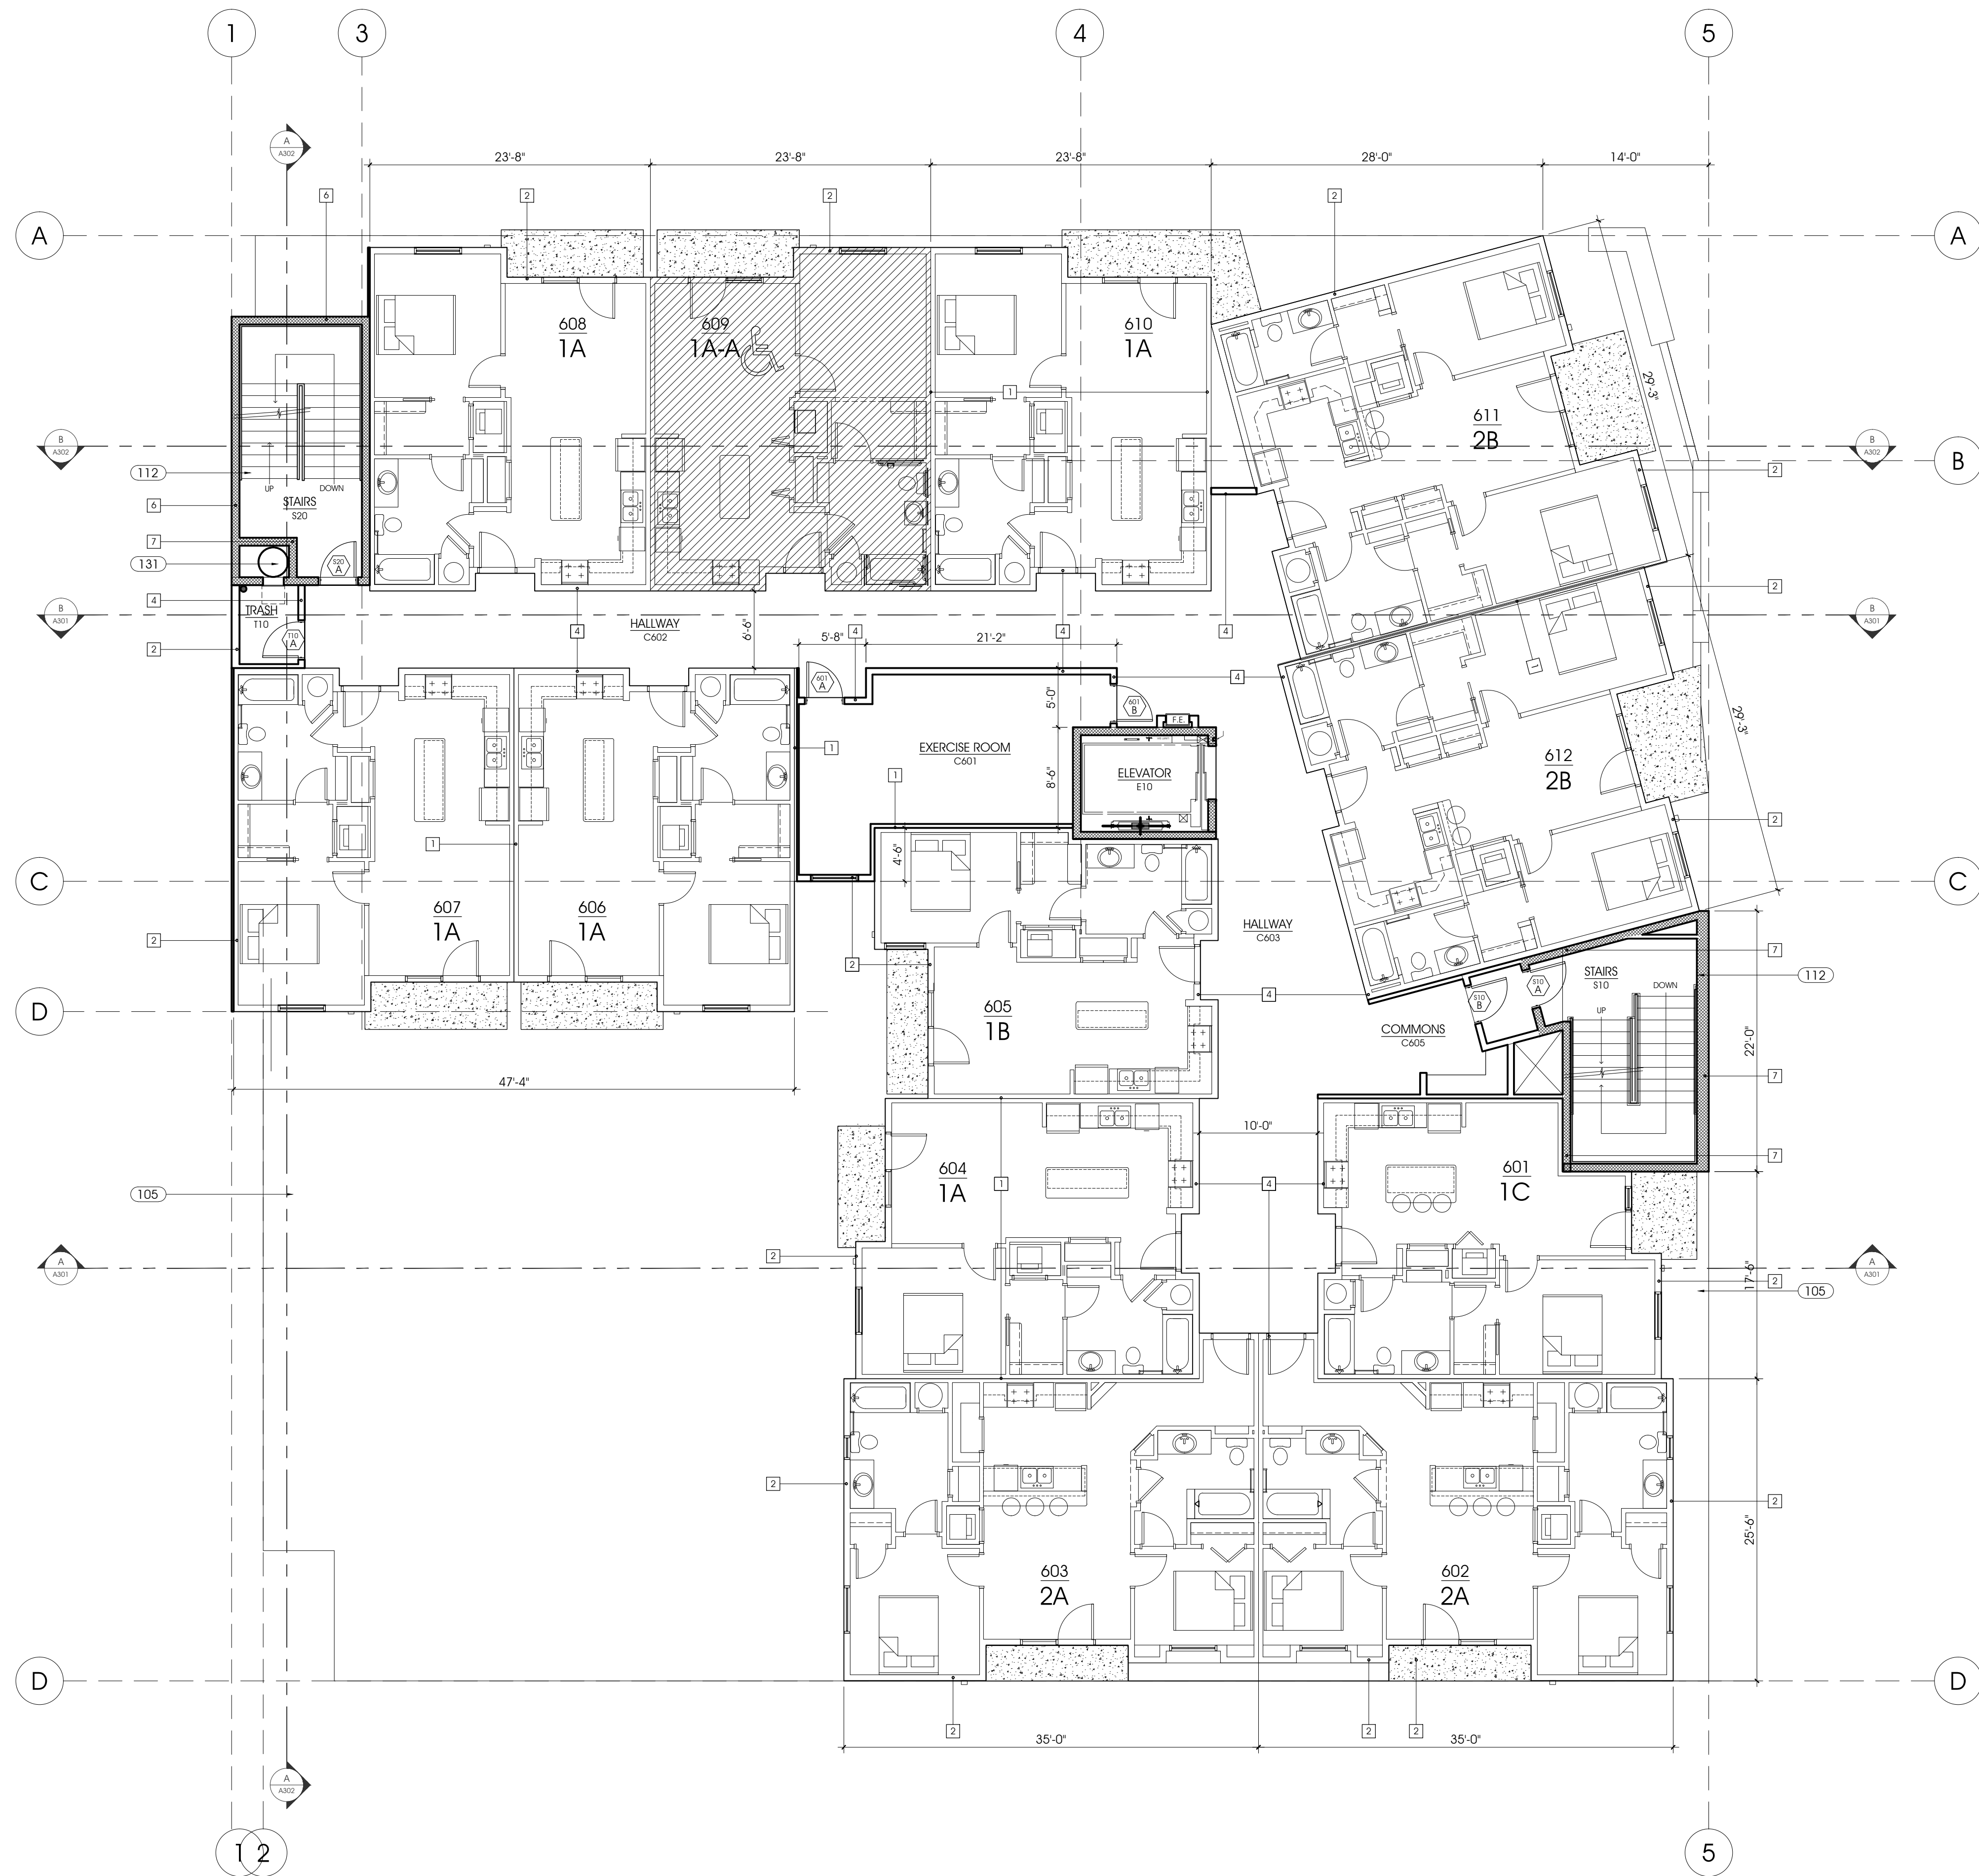 1
3
4
5
A
A302
23'-8"
23'-8"
23'-8"
28'-0"
14'-0"
6
2
2
2
A
A
608
1A
609
1A-A
610
1A
1
611
2B
29'-3"
B
A302
B
A302
B
2
112
UP
DOWN
STAIRS
S20
6
7
131
S20
A
4
TRASH
T10
T10
A
B
A301
B
A301
2
HALLWAY
C602
4
6'-6"
5'-8"
4
21'-2"
4
4
2
1
601
A
4
5'-0"
601
B
F.E.
29'-3"
1
EXERCISE ROOM
C601
8'-6"
ELEVATOR
E10
612
2B
1
1
4'-6"
2
2
C
C
607
1A
606
1A
2
2
HALLWAY
C603
7
STAIRS
S10
112
DOWN
UP
S10
A
S10
B
4
D
605
1B
COMMONS
C605
22'-0"
7
47'-4"
10'-0"
7
604
1A
1
4
601
1C
105
2
A
A301
A
A301
17'-6"
2
105
2
2
25'-6"
603
2A
602
2A
D
D
2
2
2
35'-0"
35'-0"
A
A302
1
2
5